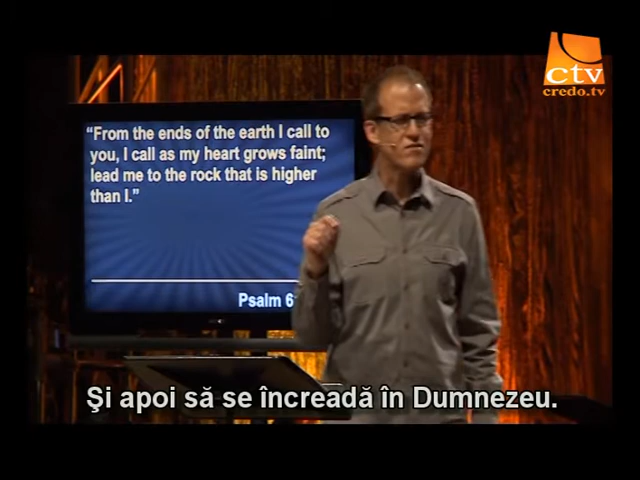 ctv
credo.tv
“From the ends of the earth I call to
you, I call as my heart grows faint;
lead me to the rock that is higher
than I.”
Psalm 6
Şi apoi să se încreadă în Dumnezeu.